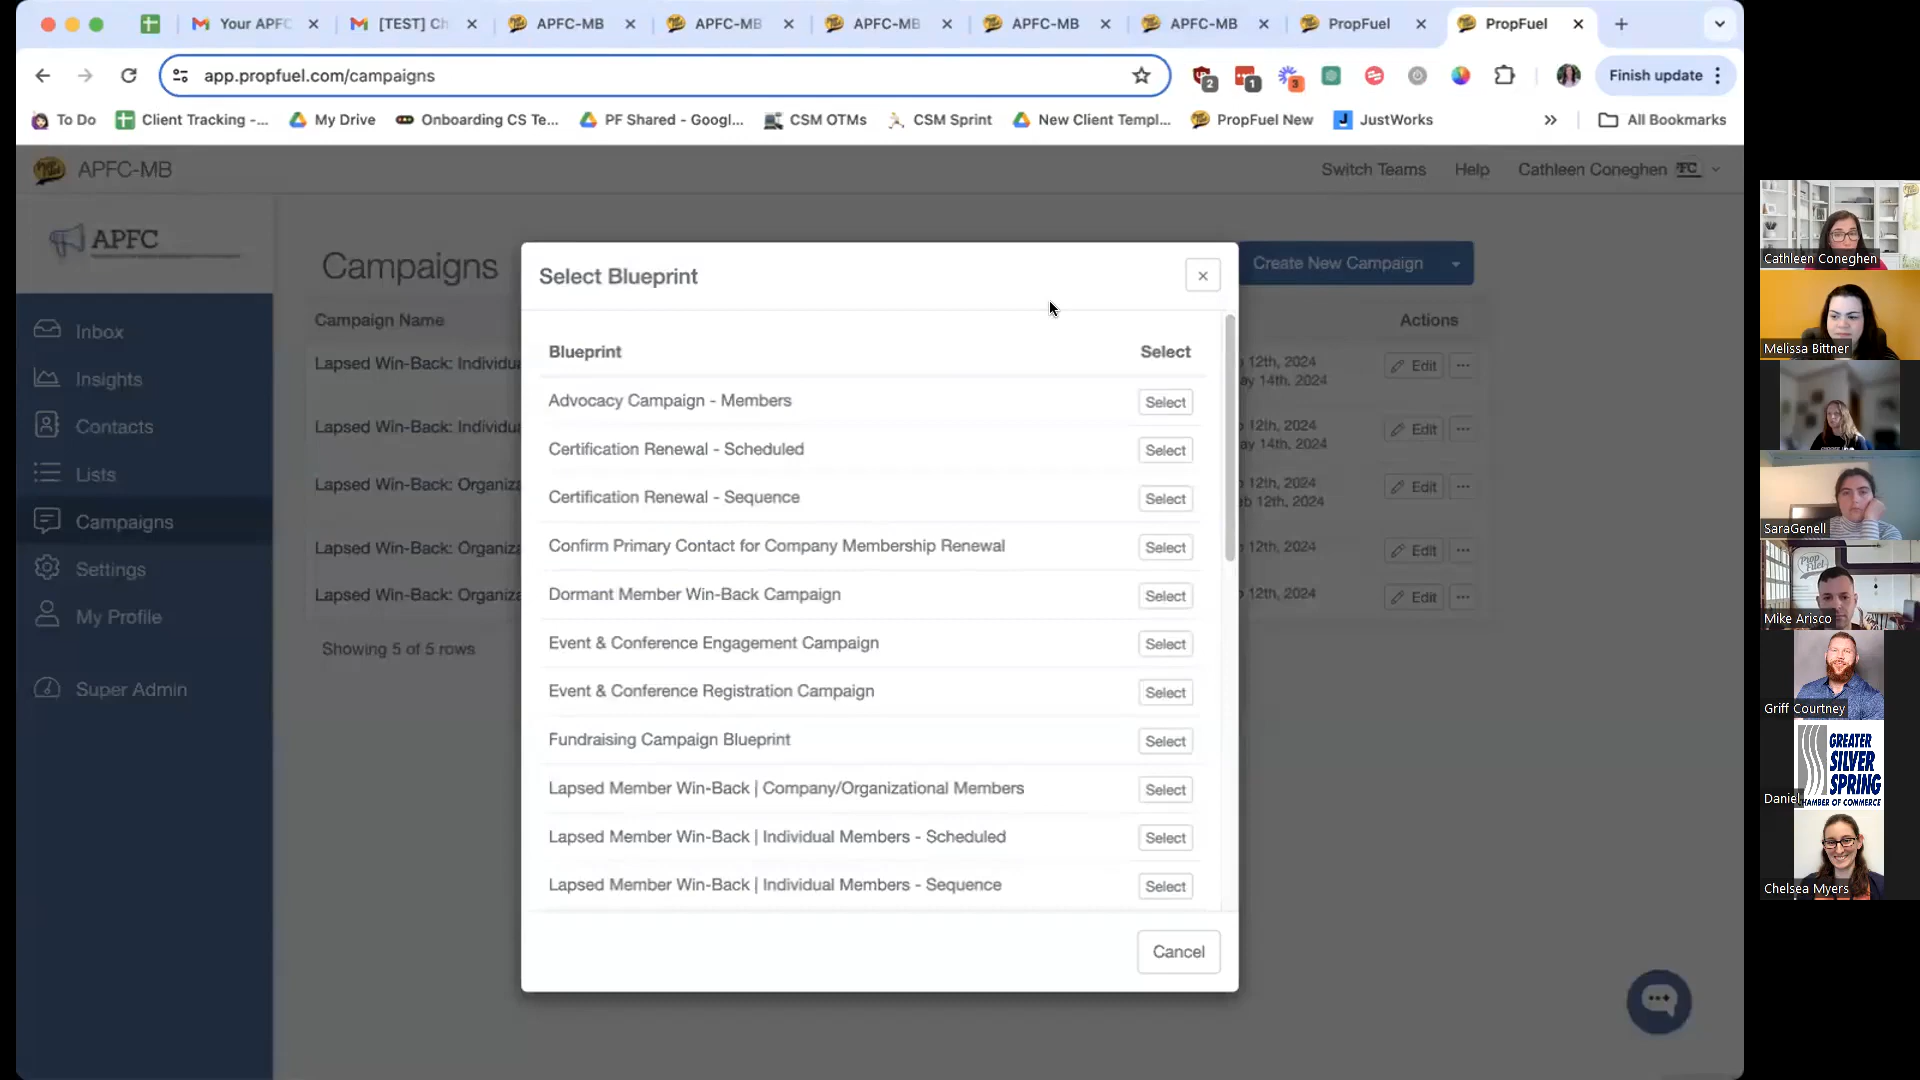 Your APFC
[TEST] Ch
APFC-MB
APFC-MB
APFC-MB
APFC-MB
APFC-MB
PropFuel
PropFuel
app.propfuel.com/campaigns
2
1
3
Finish update
To Do
Client Tracking -...
My Drive
Onboarding CS Te...
PF Shared - Googl...
CSM OTMs
CSM Sprint
New Client Templ...
PropFuel New
JustWorks
All Bookmarks
APFC-MB
Switch Teams
Help
Cathleen Coneghen
APFC
Inbox
Insights
Contacts
Lists
Campaigns
Settings
My Profile
Super Admin
Campaigns
Create New Campaign
Campaign Name
Actions
Lapsed Win-Back: Individu
12th, 2024
ay 14th, 2024
Edit
Lapsed Win-Back: Individu
12th, 2024
ay 14th, 2024
Edit
Lapsed Win-Back: Organiza
12th, 2024
eb 12th, 2024
Edit
Lapsed Win-Back: Organiza
12th, 2024
Edit
Lapsed Win-Back: Organiza
12th, 2024
Edit
Showing 5 of 5 rows
Select Blueprint
Blueprint
Select
Advocacy Campaign - Members
Select
Certification Renewal - Scheduled
Select
Certification Renewal - Sequence
Select
Confirm Primary Contact for Company Membership Renewal
Select
Dormant Member Win-Back Campaign
Select
Event & Conference Engagement Campaign
Select
Event & Conference Registration Campaign
Select
Fundraising Campaign Blueprint
Select
Lapsed Member Win-Back | Company/Organizational Members
Select
Lapsed Member Win-Back | Individual Members - Scheduled
Select
Lapsed Member Win-Back | Individual Members - Sequence
Select
Cancel
Cathleen Coneghen
Melissa Bittner
SaraGenell
Prop
Fuel
Mike Arisco
Griff Courtney
GREATER
SILVER
SPRING
CHAMBER OF COMMERCE
Daniel
Chelsea Myers